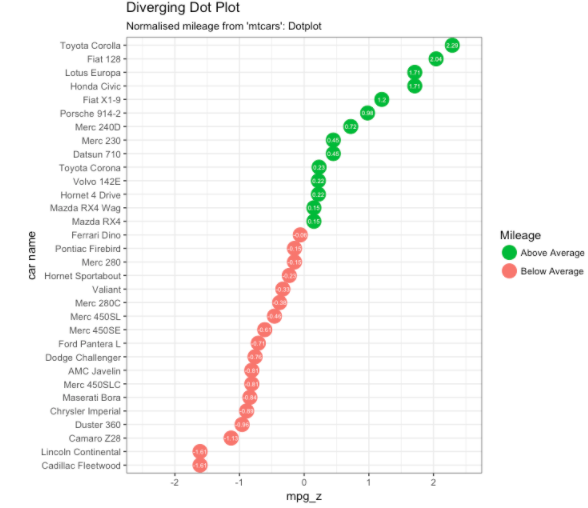 Diverging Dot Plot
Normalised mileage from 'mtcars': Dotplot
Toyota Corolla
2.29
Fiat 128
2.04
Lotus Europa
1.71
Honda Civic
1.71
Fiat X1-9
1.2
Porsche 914-2
0.98
Merc 240D
0.72
Merc 230
0.45
Datsun 710
0.45
Toyota Corona
0.23
Volvo 142E
0.22
Hornet 4 Drive
0.22
Mazda RX4 Wag
0.15
Mazda RX4
0.15
Ferrari Dino
-0.06
Pontiac Firebird
Merc 280
-0.15
Hornet Sportabout
Valiant
-0.33
Merc 280C
-0.38
Merc 450SL
-0.46
Merc 450SE
-0.61
Ford Pantera L
-0.71
Dodge Challenger
-0.76
AMC Javelin
-0.81
Merc 450SLC
-0.81
Maserati Bora
-0.84
Chrysler Imperial
Duster 360
-0.96
Camaro Z28
-1.13
Lincoln Continental
-1.61
Cadillac Fleetwood
-1.61
car name
-2
-1
0
1
2
mpg_z
Mileage
Above Average
Below Average